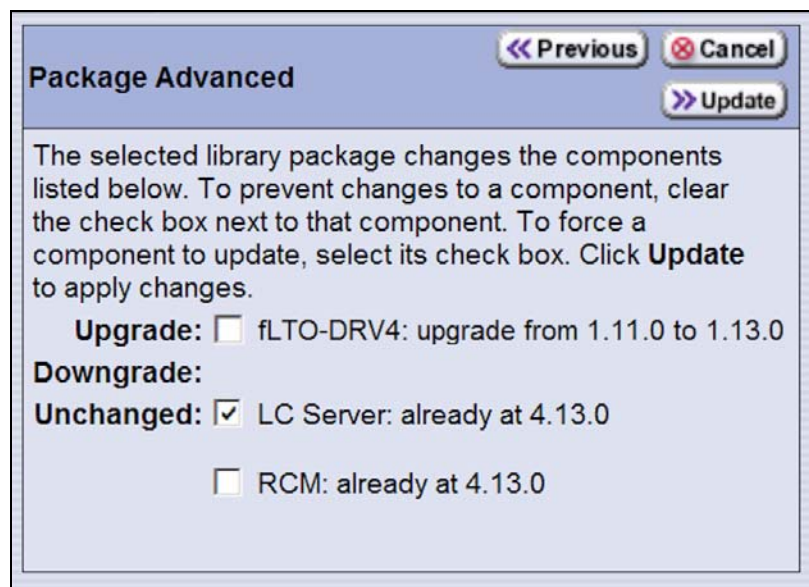 Previous
Cancel
Package Advanced
Update
The selected library package changes the components
listed below. To prevent changes to a component, clear
the check box next to that component. To force a
component to update, select its check box. Click Update
to apply changes.
Upgrade: fLTO-DRV4: upgrade from 1.11.0 to 1.13.0
Downgrade:
Unchanged: LC Server: already at 4.13.0
RCM: already at 4.13.0